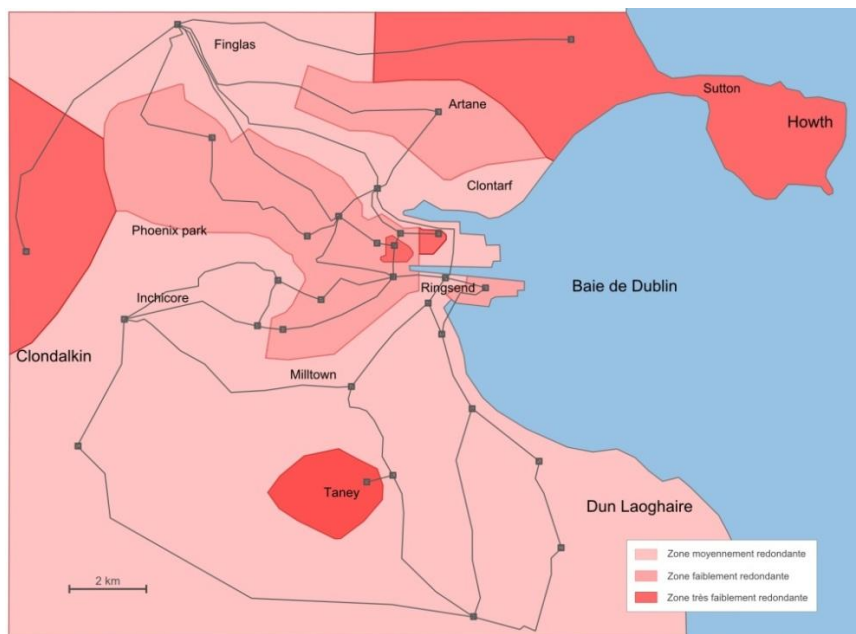 Finglas
Sutton
Artane
Howth
Clontarf
Phoenix park
Ringsend
Baie de Dublin
Inchicore
Clondalkin
Milltown
Taney
Dun Laoghaire
Zone moyennement redondante
Zone faiblement redondante
Zone très faiblement redondante
2 km